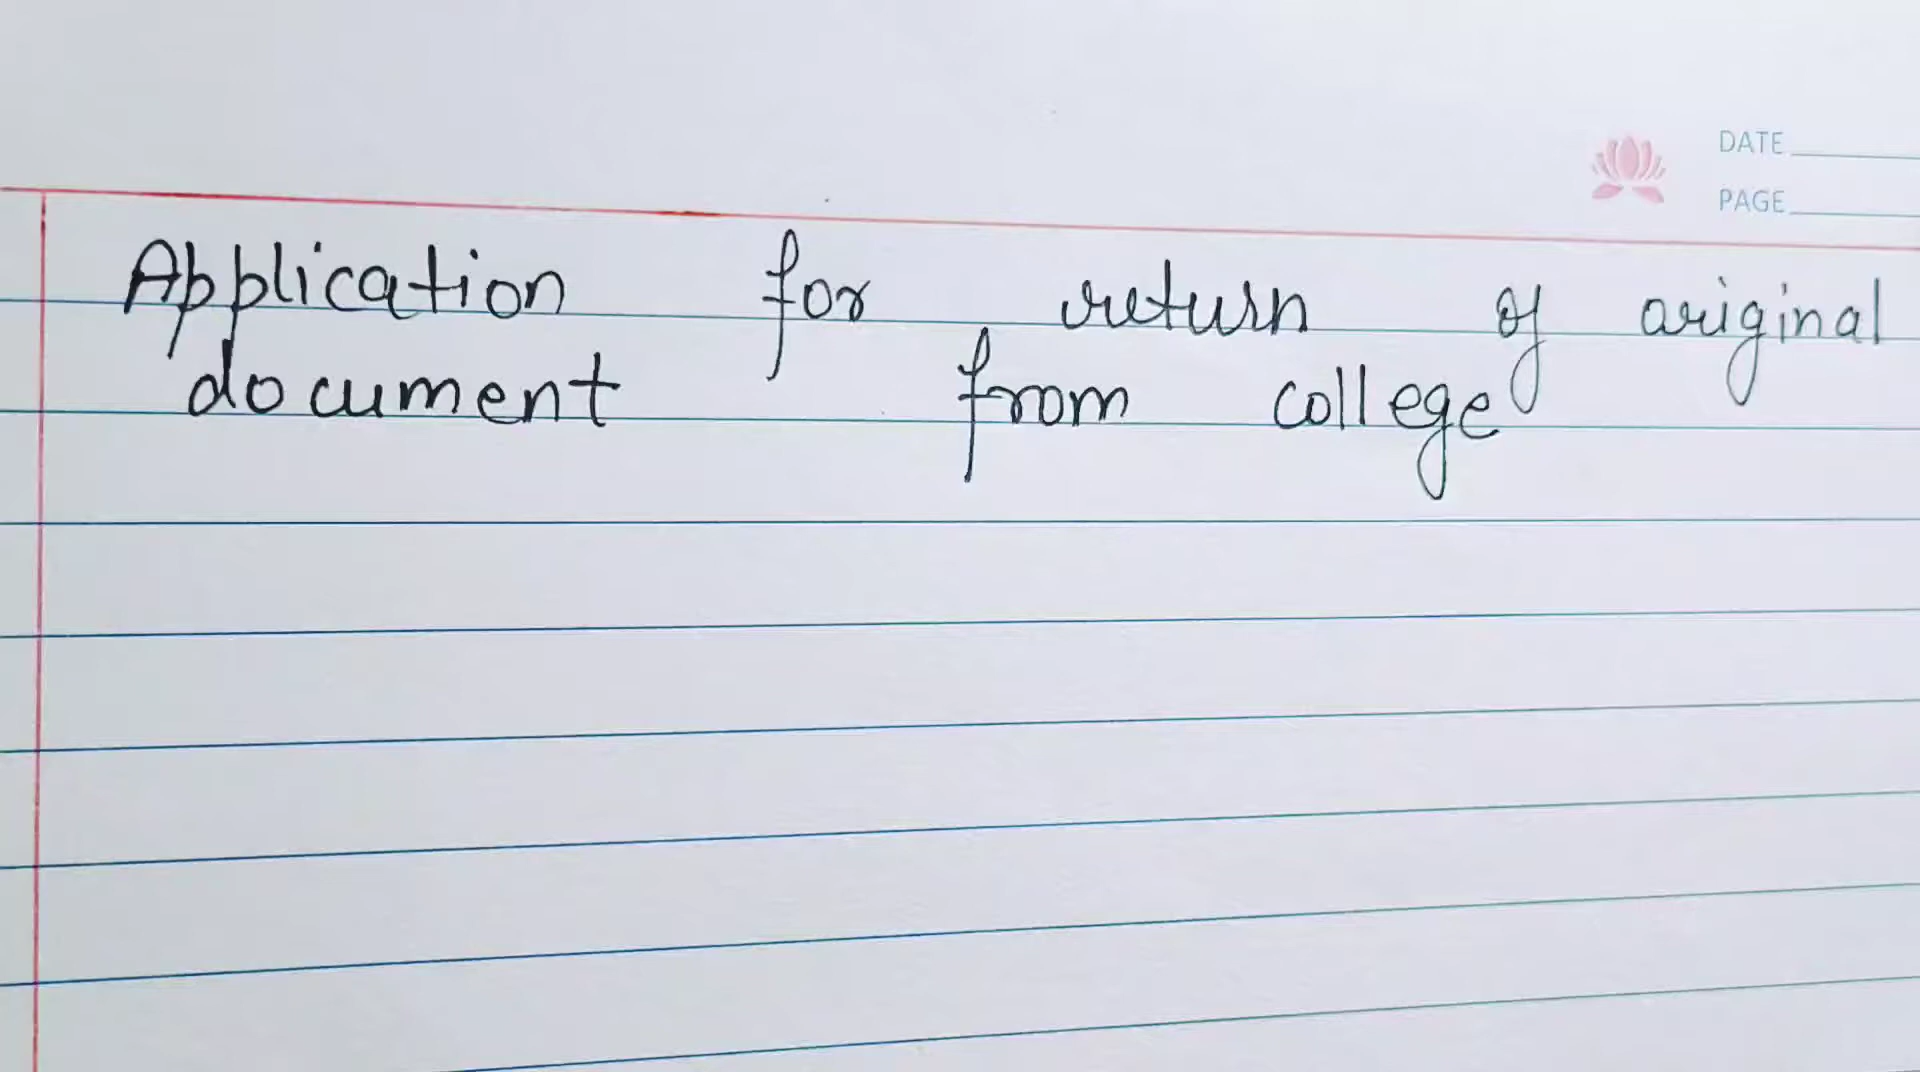 DATE
PAGE
Application for return of original
document from college